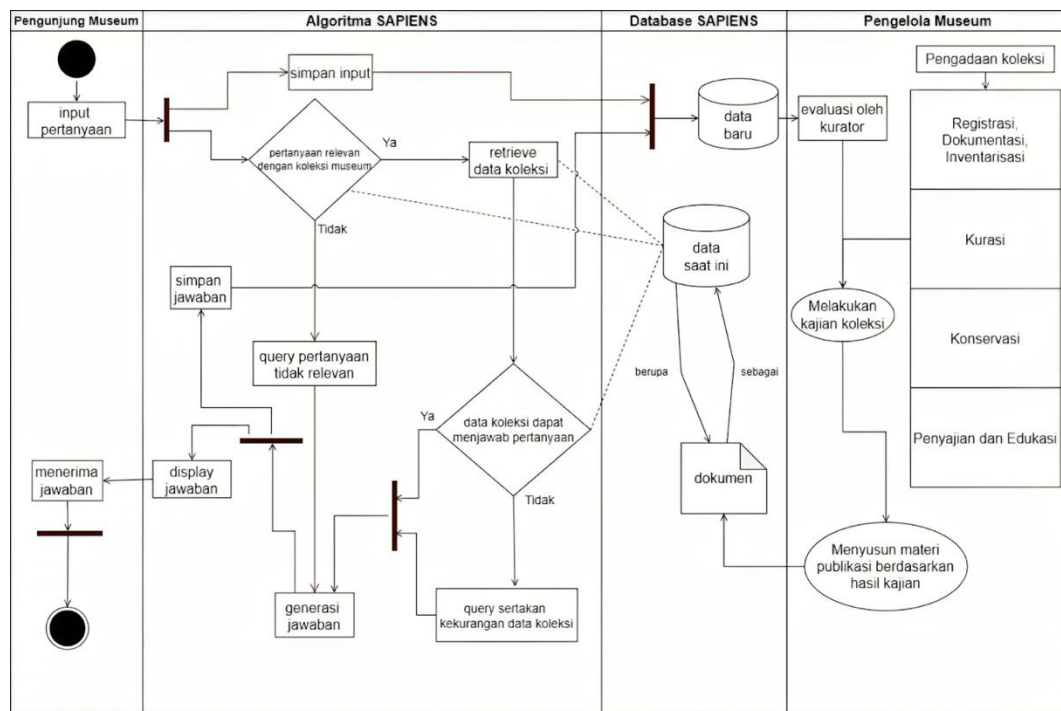 Pengunjung Museum
Algoritma SAPIENS
Database SAPIENS
Pengelola Museum
input
pertanyaan
simpan input
pertanyaan relevan
dengan koleksi museum
Ya
Tidak
retrieve
data koleksi
simpan
jawaban
query pertanyaan
tidak relevan
data koleksi dapat
menjawab pertanyaan
Ya
Tidak
menerima
jawaban
display
jawaban
generasi
jawaban
query sertakan
kekurangan data koleksi
data
baru
data
saat ini
berupa
sebagai
dokumen
evaluasi oleh
kurator
Pengadaan koleksi
Registrasi,
Dokumentasi,
Inventarisasi
Kurasi
Melakukan
kajian koleksi
Konservasi
Penyajian dan Edukasi
Menyusun materi
publikasi berdasarkan
hasil kajian